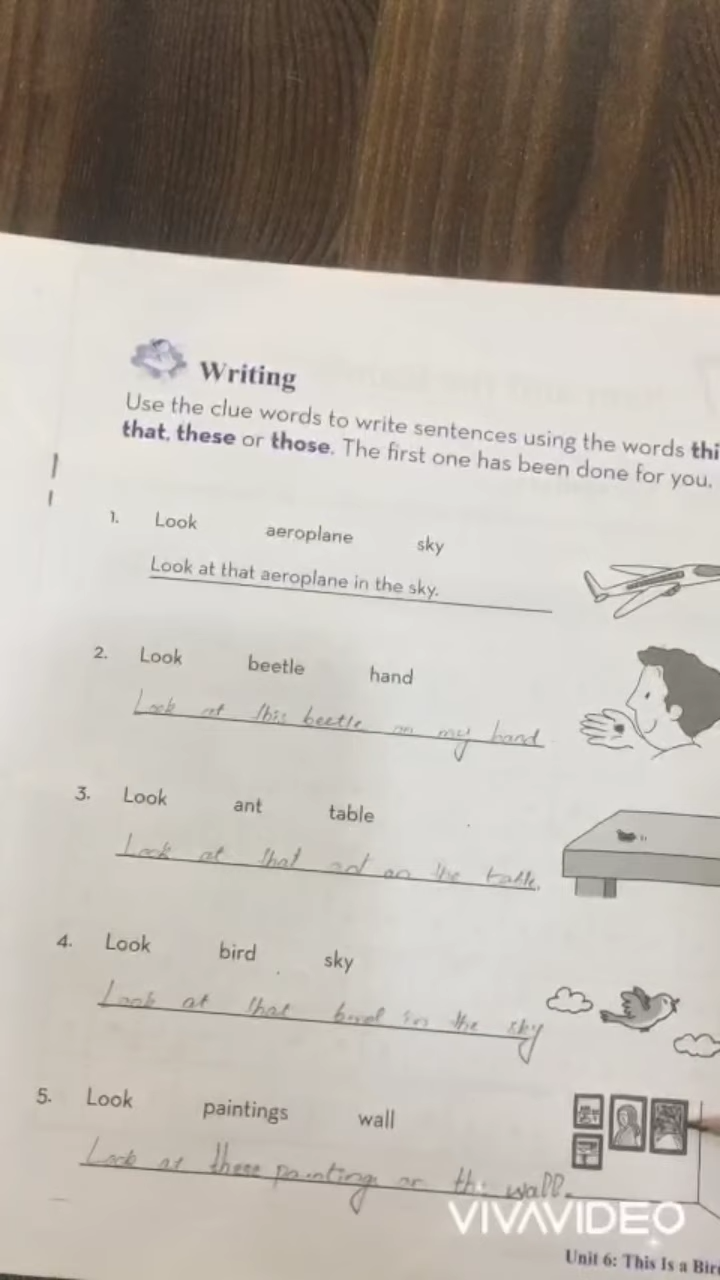 Writing
Use the clue words to write sentences using the words thi
that, these or those. The first one has been done for you.
1. Look aeroplane sky
Look at that aeroplane in the sky.
2. Look beetle hand
Look at this beetle on my hand
3. Look ant table
Look at that ant on the table.
4. Look bird sky
Look at that bird in the sky
5. Look paintings wall
Look at these painting on the wall.
VIVAVIDEO
Unit 6: This Is a Bir